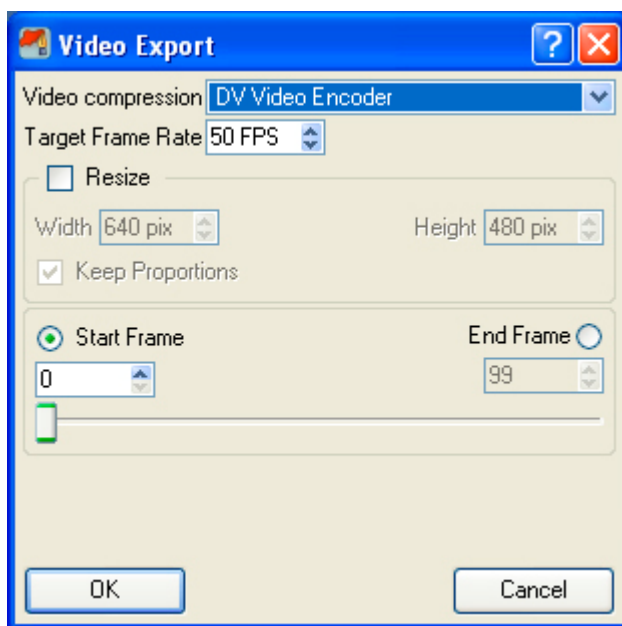 Video Export
Video compression DV Video Encoder
Target Frame Rate 50 FPS
Resize
Width 640 pix Height 480 pix
Keep Proportions
Start Frame End Frame
0 99
OK Cancel